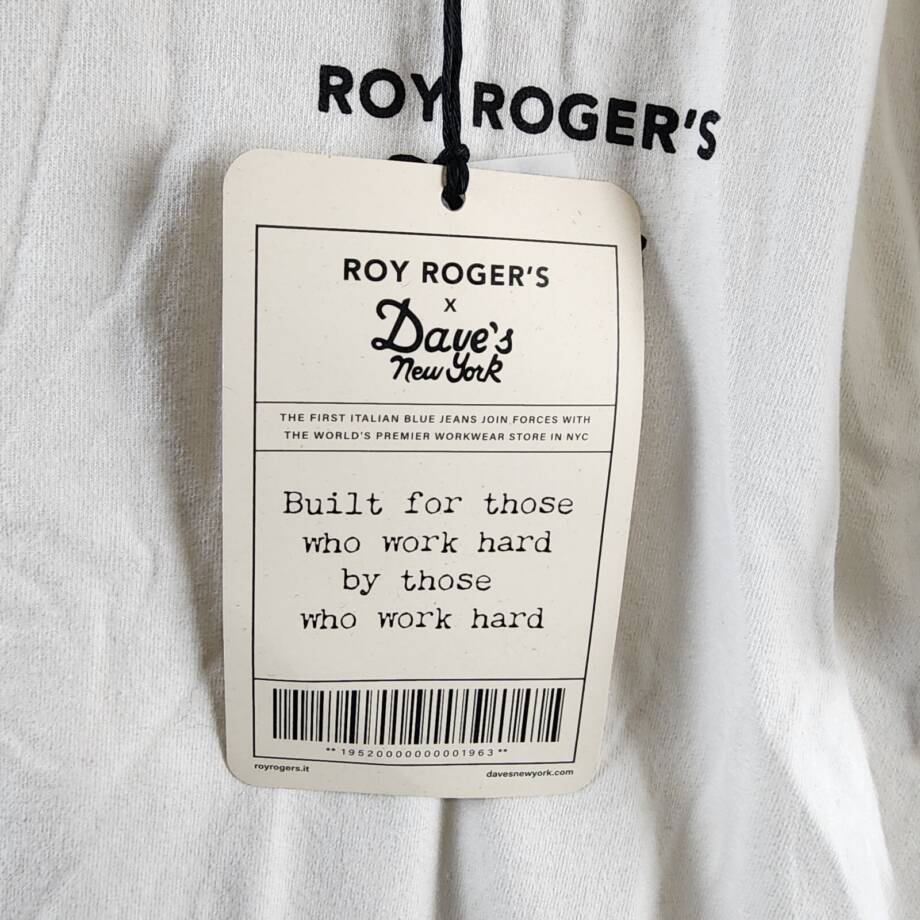 ROY ROGER'S
ROY ROGER'S
X
Dave's
New York
THE FIRST ITALIAN BLUE JEANS JOIN FORCES WITH
THE WORLD'S PREMIER WORKWEAR STORE IN NYC
Built for those
who work hard
by those
who work hard
**19520000000001963**
royrogers.it
davesnewyork.com